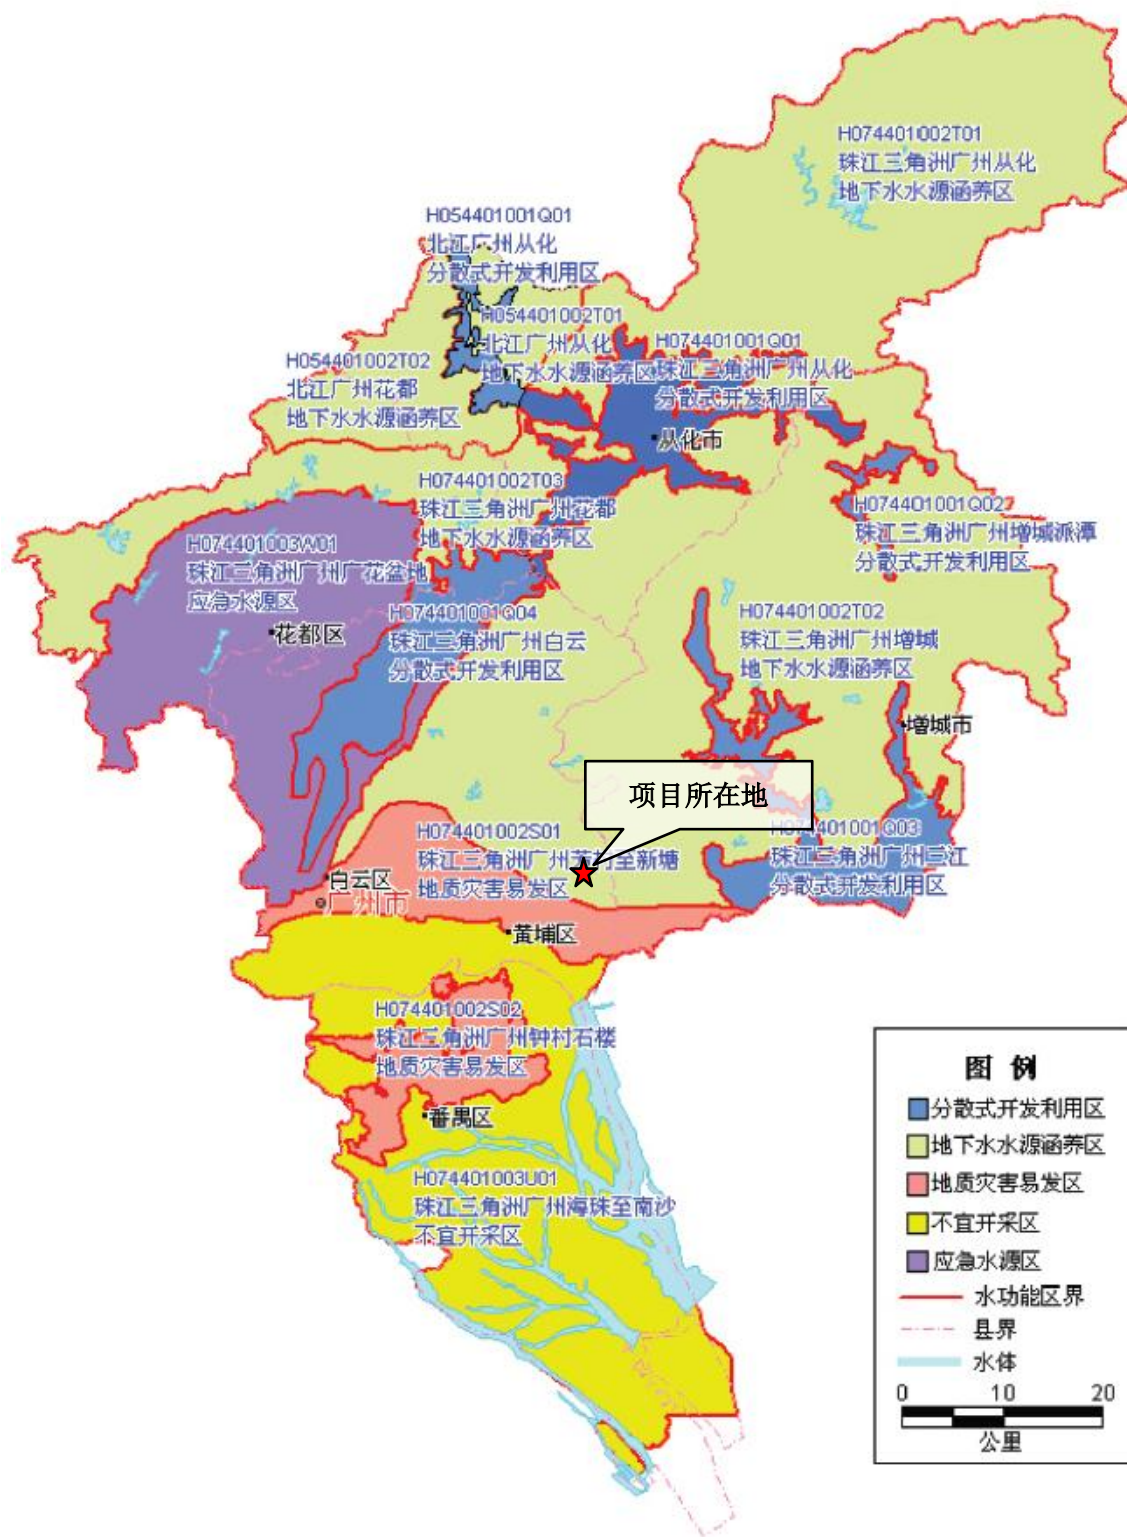 H074401002T01
珠江三角洲广州从化
地下水水源涵养区
H054401001Q01
北江广州从化
分散式开发利用区
H054401002T01
北江广州从化
地下水水源涵养区
H074401001Q01
珠江三角洲广州从化
分散式开发利用区
H054401002T02
北江广州花都
地下水水源涵养区
从化市
H074401002T03
珠江三角洲广州花都
地下水水源涵养区
H074401001Q02
珠江三角洲广州增城派潭
分散式开发利用区
H074401003W01
珠江三角洲广州广花盆地
应急水源区
花都区
H074401001Q04
珠江三角洲广州白云
分散式开发利用区
H074401002T02
珠江三角洲广州增城
地下水水源涵养区
增城市
项目所在地
H074401002S01
珠江三角洲广州萝村至新塘
地质灾害易发区
H074401001Q03
珠江三角洲广州三江
分散式开发利用区
白云区
广州市
黄埔区
H074401002S02
珠江三角洲广州钟村石楼
地质灾害易发区
番禺区
H074401003U01
珠江三角洲广州海珠至南沙
不宜开采区
图 例
分散式开发利用区
地下水水源涵养区
地质灾害易发区
不宜开采区
应急水源区
水功能区界
县界
水体
0 10 20
公里